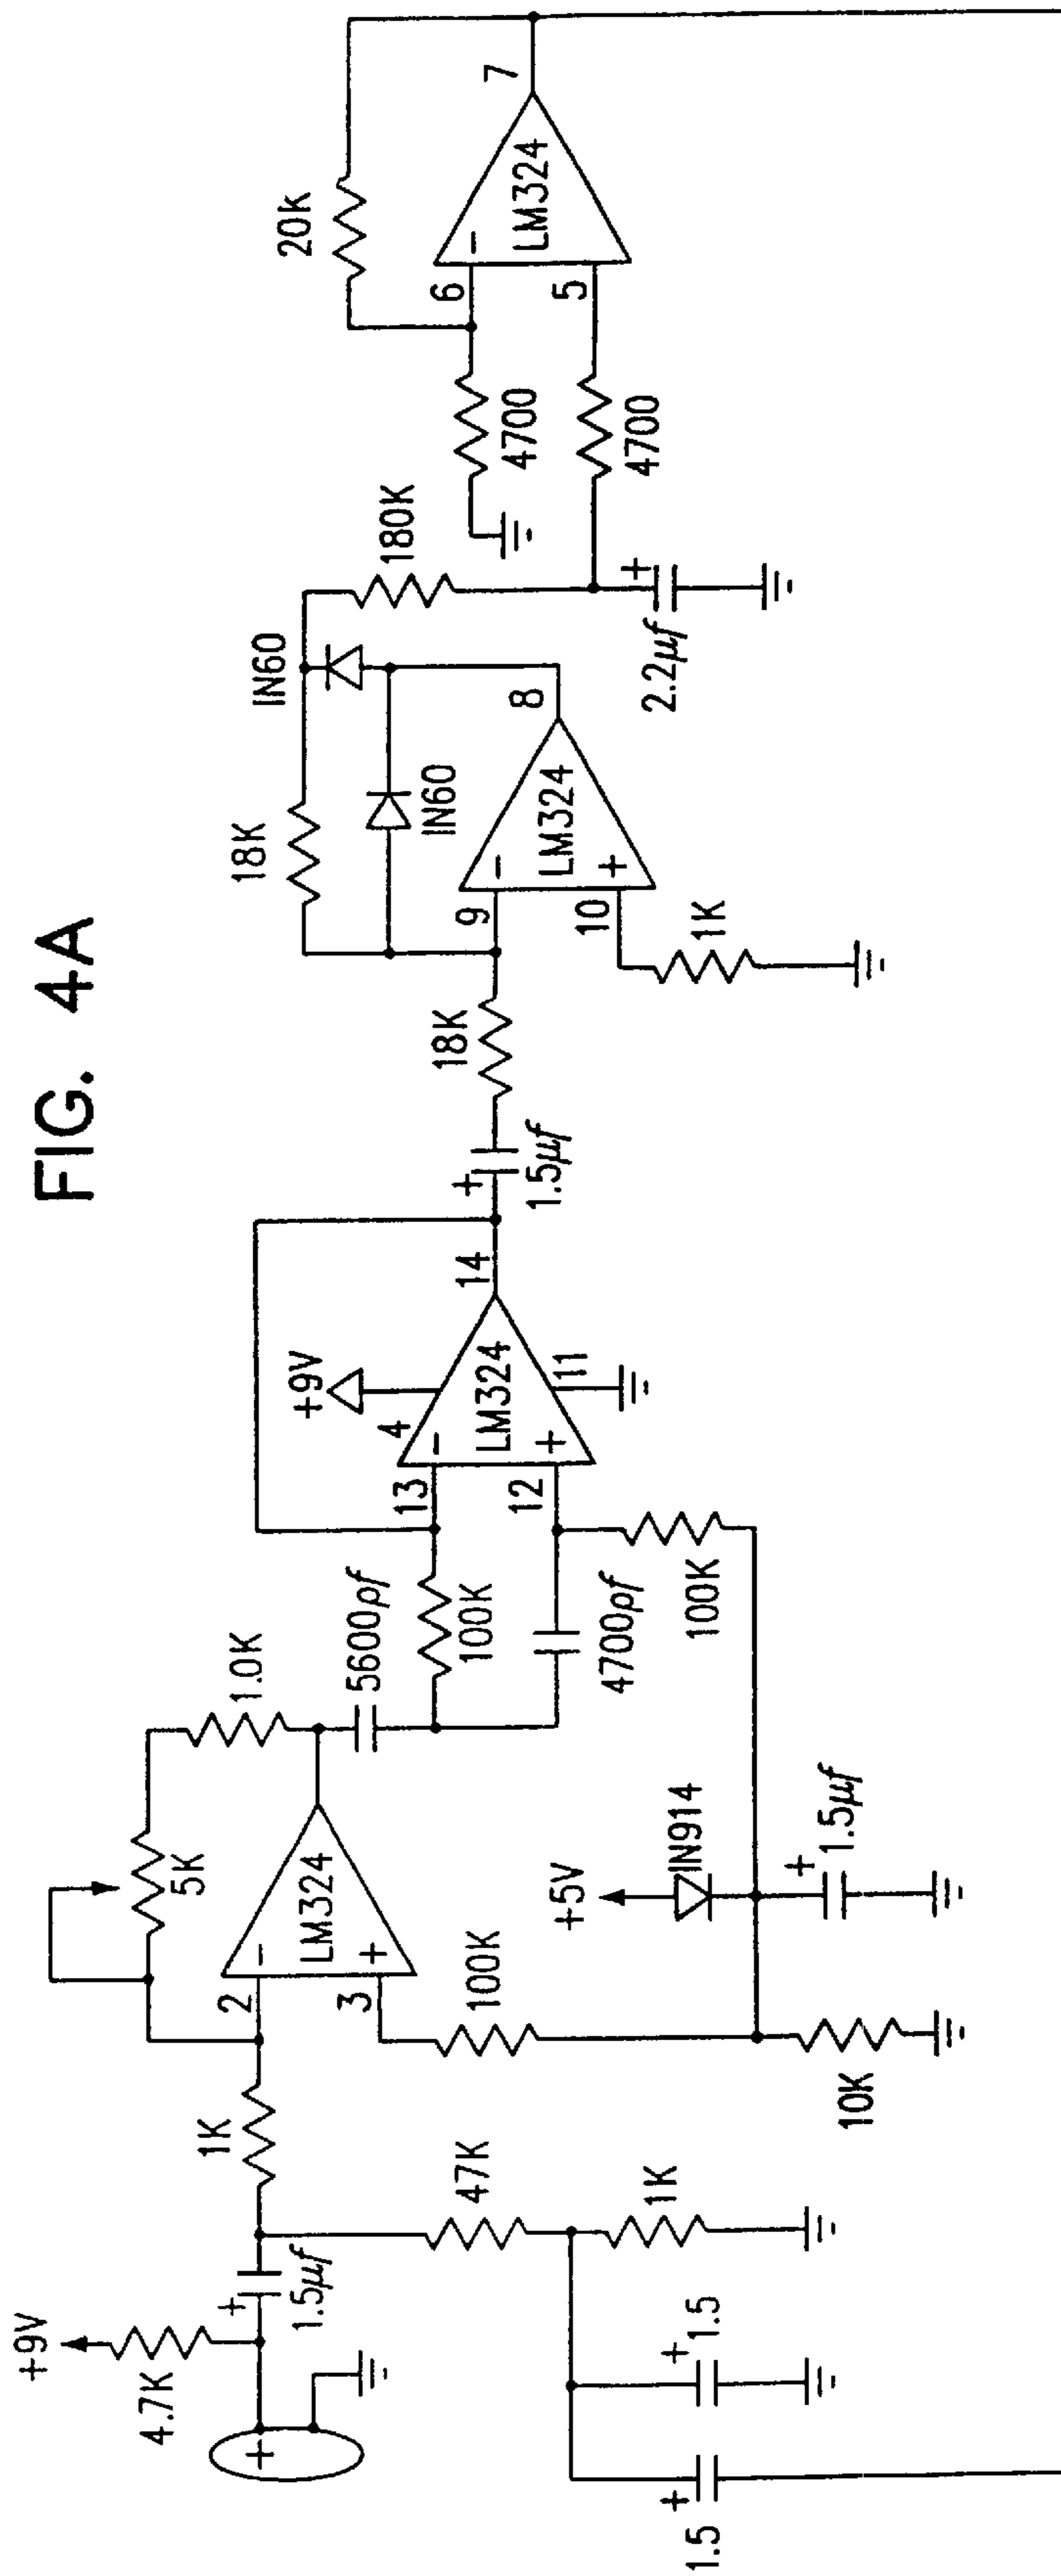 FIG. 4A
+9V
4.7K
+
+
1.5μf
1K
47K
1K
+
1.5
+
1.5
5K
1.0K
2
-
LM324
3
+
100K
10K
+5V
IN914
+
1.5μf
5600pf
100K
4700pf
100K
13
-
12
+
LM324
+9V
4
11
14
+
1.5μf
18K
18K
IN60
IN60
9
-
10
+
LM324
8
1K
180K
+
2.2μf
4700
4700
20K
6
-
5
LM324
7